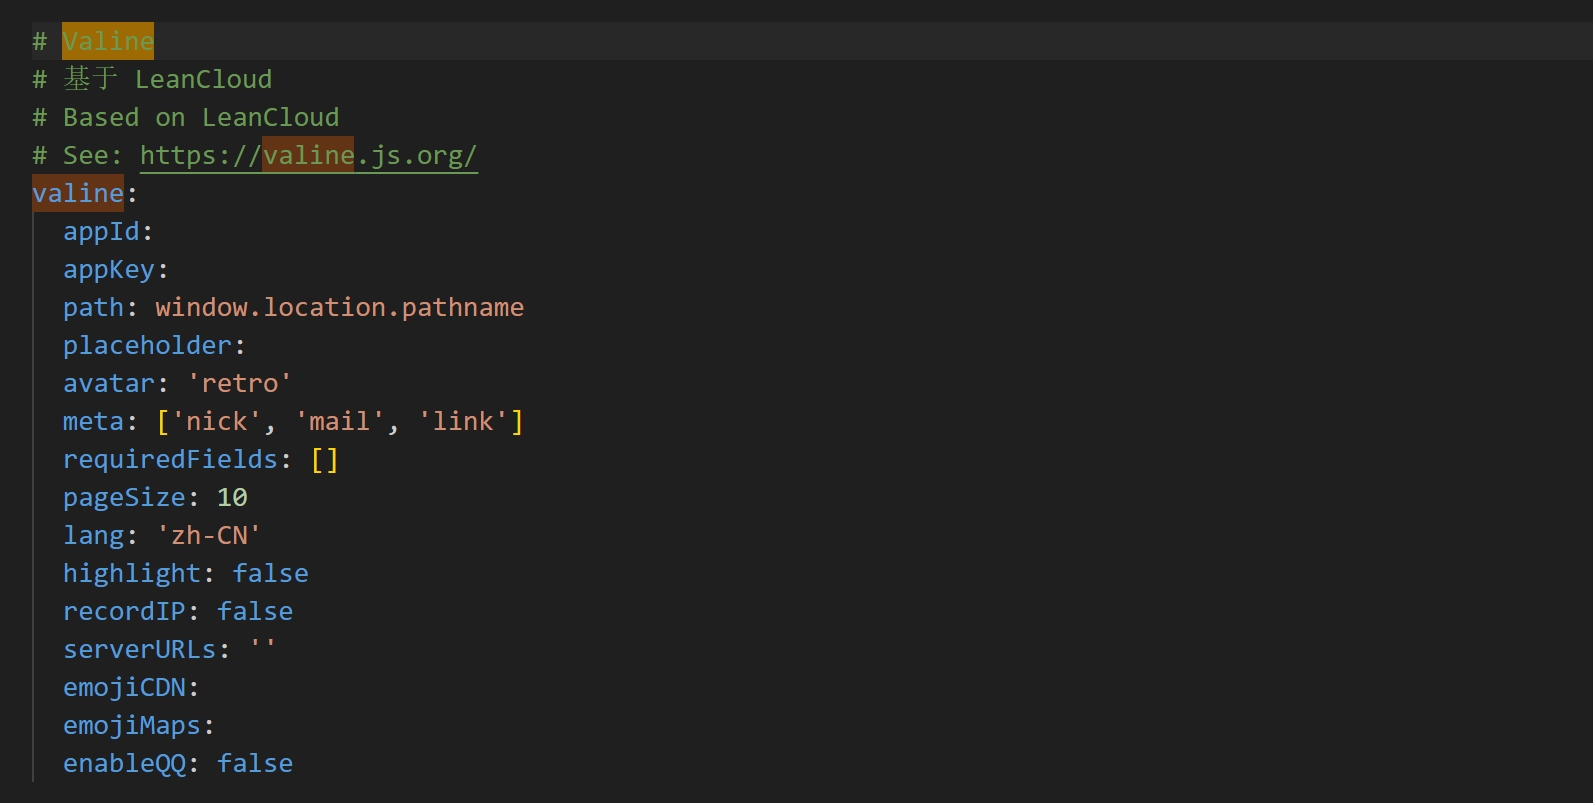 # Valine
# 基于 LeanCloud
# Based on LeanCloud
# See: https://valine.js.org/
valine:
  appId:
  appKey:
  path: window.location.pathname
  placeholder:
  avatar: 'retro'
  meta: ['nick', 'mail', 'link']
  requiredFields: []
  pageSize: 10
  lang: 'zh-CN'
  highlight: false
  recordIP: false
  serverURLs: ''
  emojiCDN:
  emojiMaps:
  enableQQ: false